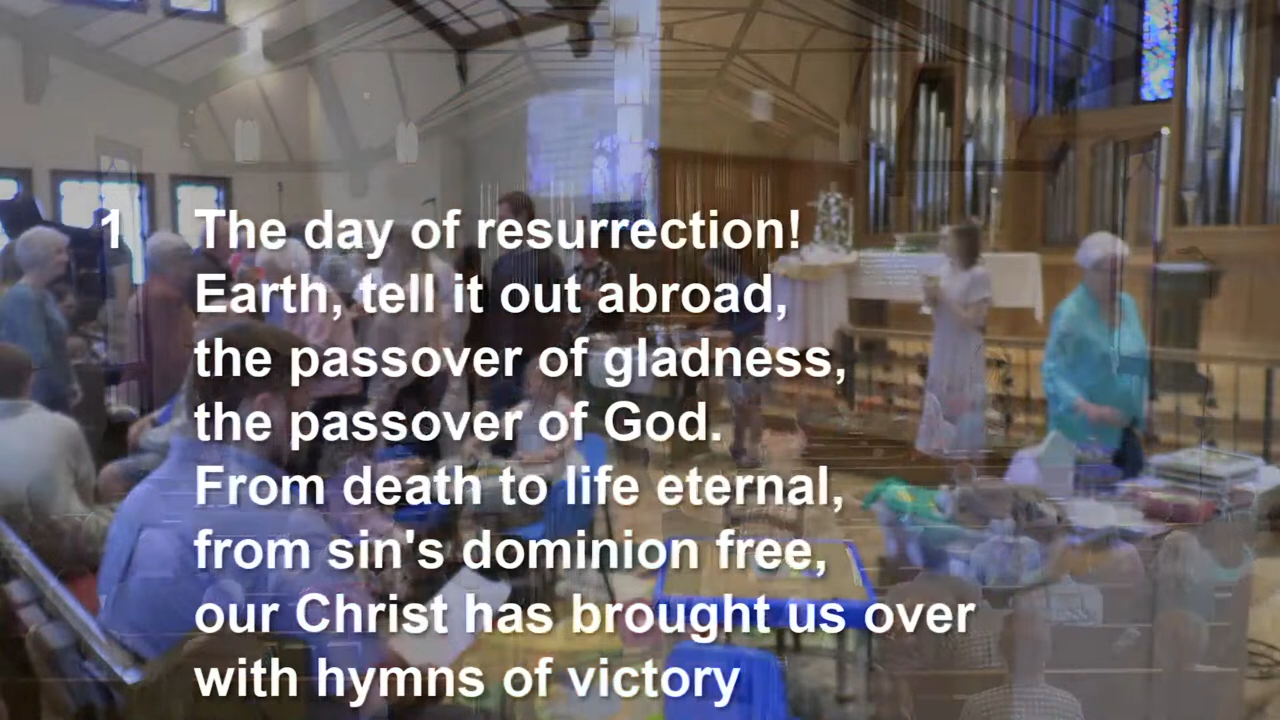 1 The day of resurrection!
Earth, tell it out abroad,
the passover of gladness,
the passover of God.
From death to life eternal,
from sin's dominion free,
our Christ has brought us over
with hymns of victory